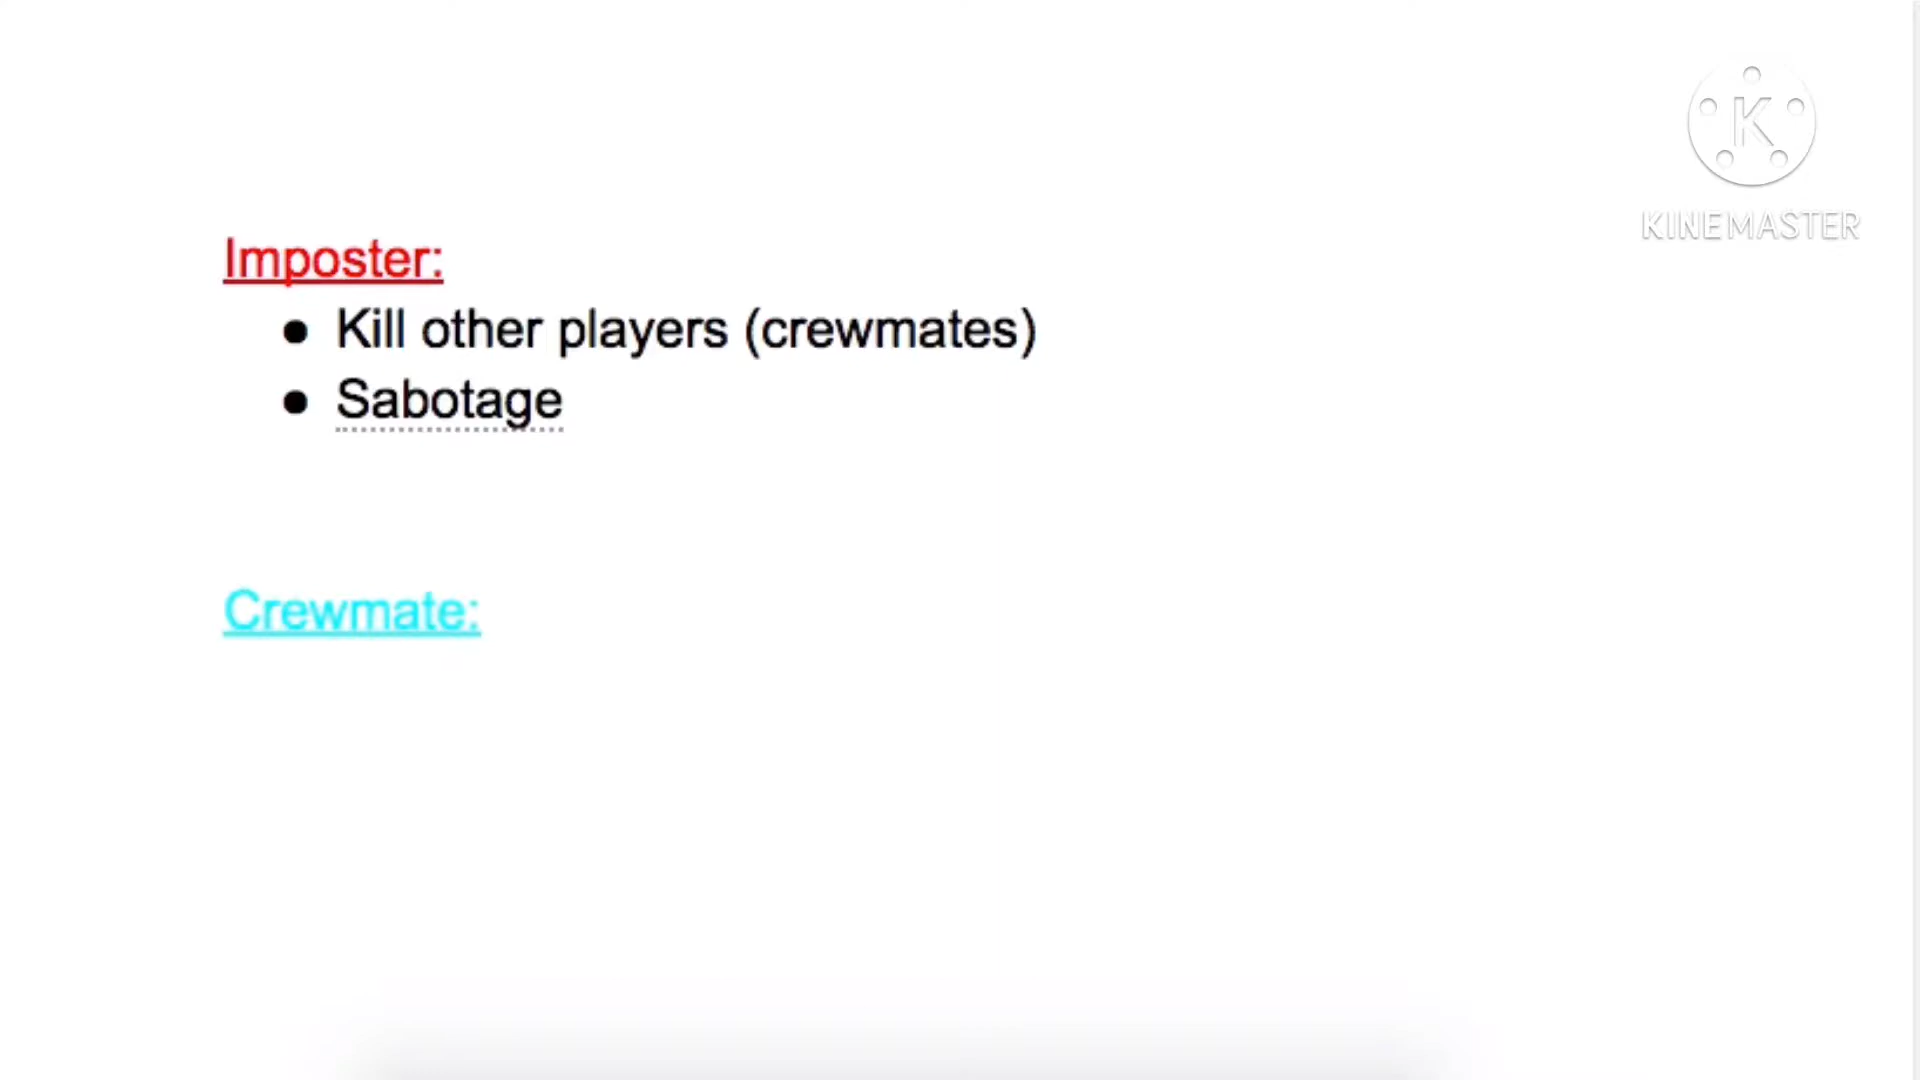 K
KINEMASTER
Imposter:
● Kill other players (crewmates)
● Sabotage
Crewmate: